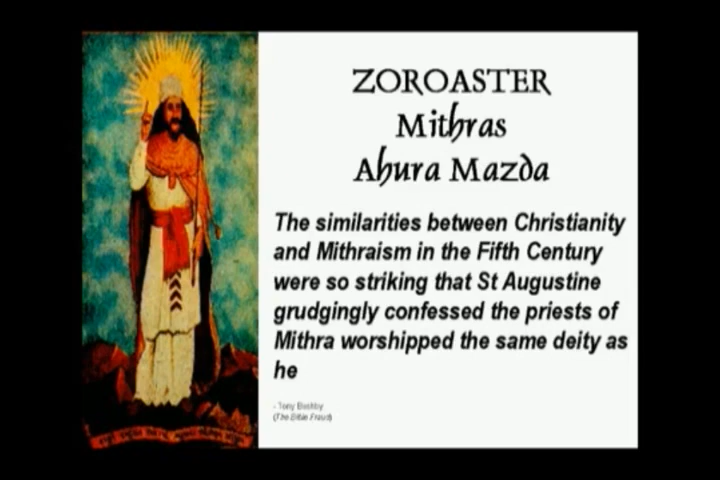 ZOROASTER
Mithras
Ahura Mazda
The similarities between Christianity
and Mithraism in the Fifth Century
were so striking that St Augustine
grudgingly confessed the priests of
Mithra worshipped the same deity as
he
- Tony Bushby
(The Bible Fraud)